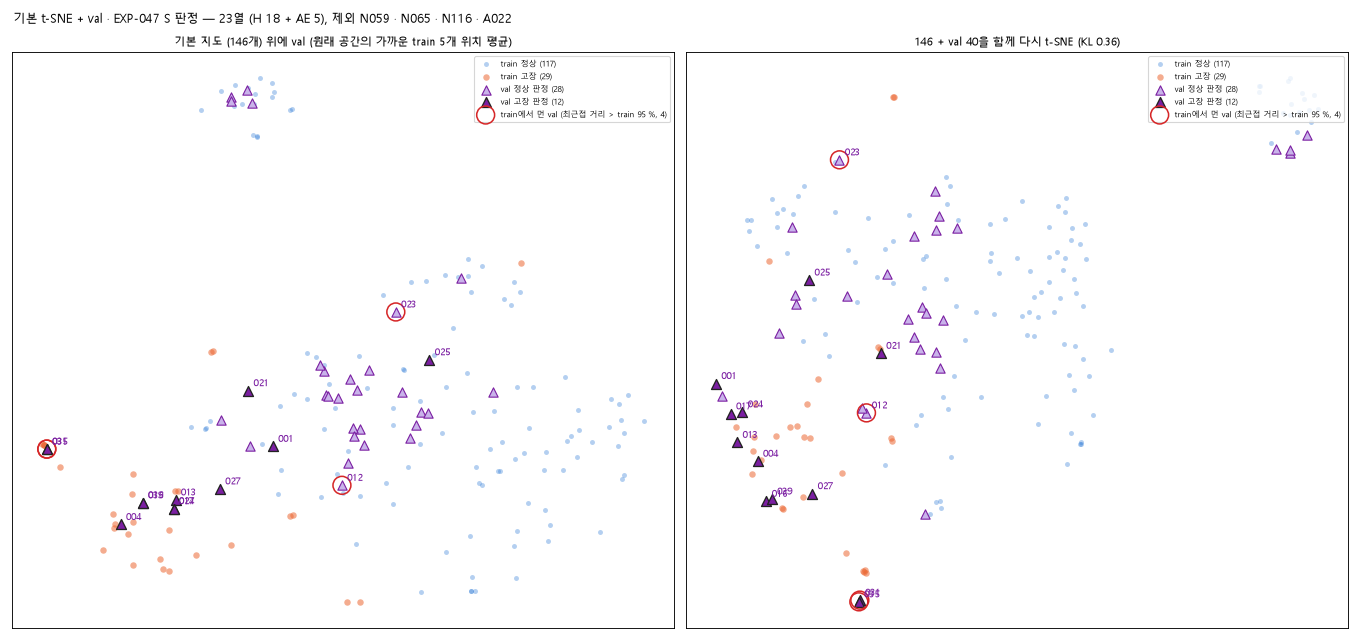 기본 t-SNE + val · EXP-047 S 판정 — 23열 (H 18 + AE 5), 제외 N059 · N065 · N116 · A022
기본 지도 (146개) 위에 val (원래 공간의 가까운 train 5개 위치 평균)
train 정상 (117)
train 고장 (29)
val 정상 판정 (28)
val 고장 판정 (12)
train에서 먼 val (최근접 거리 > train 95 %, 4)
023
025
021
001
012
027
013
004
146 + val 40을 함께 다시 t-SNE (KL 0.36)
train 정상 (117)
train 고장 (29)
val 정상 판정 (28)
val 고장 판정 (12)
train에서 먼 val (최근접 거리 > train 95 %, 4)
023
025
021
001
012
013
004
027